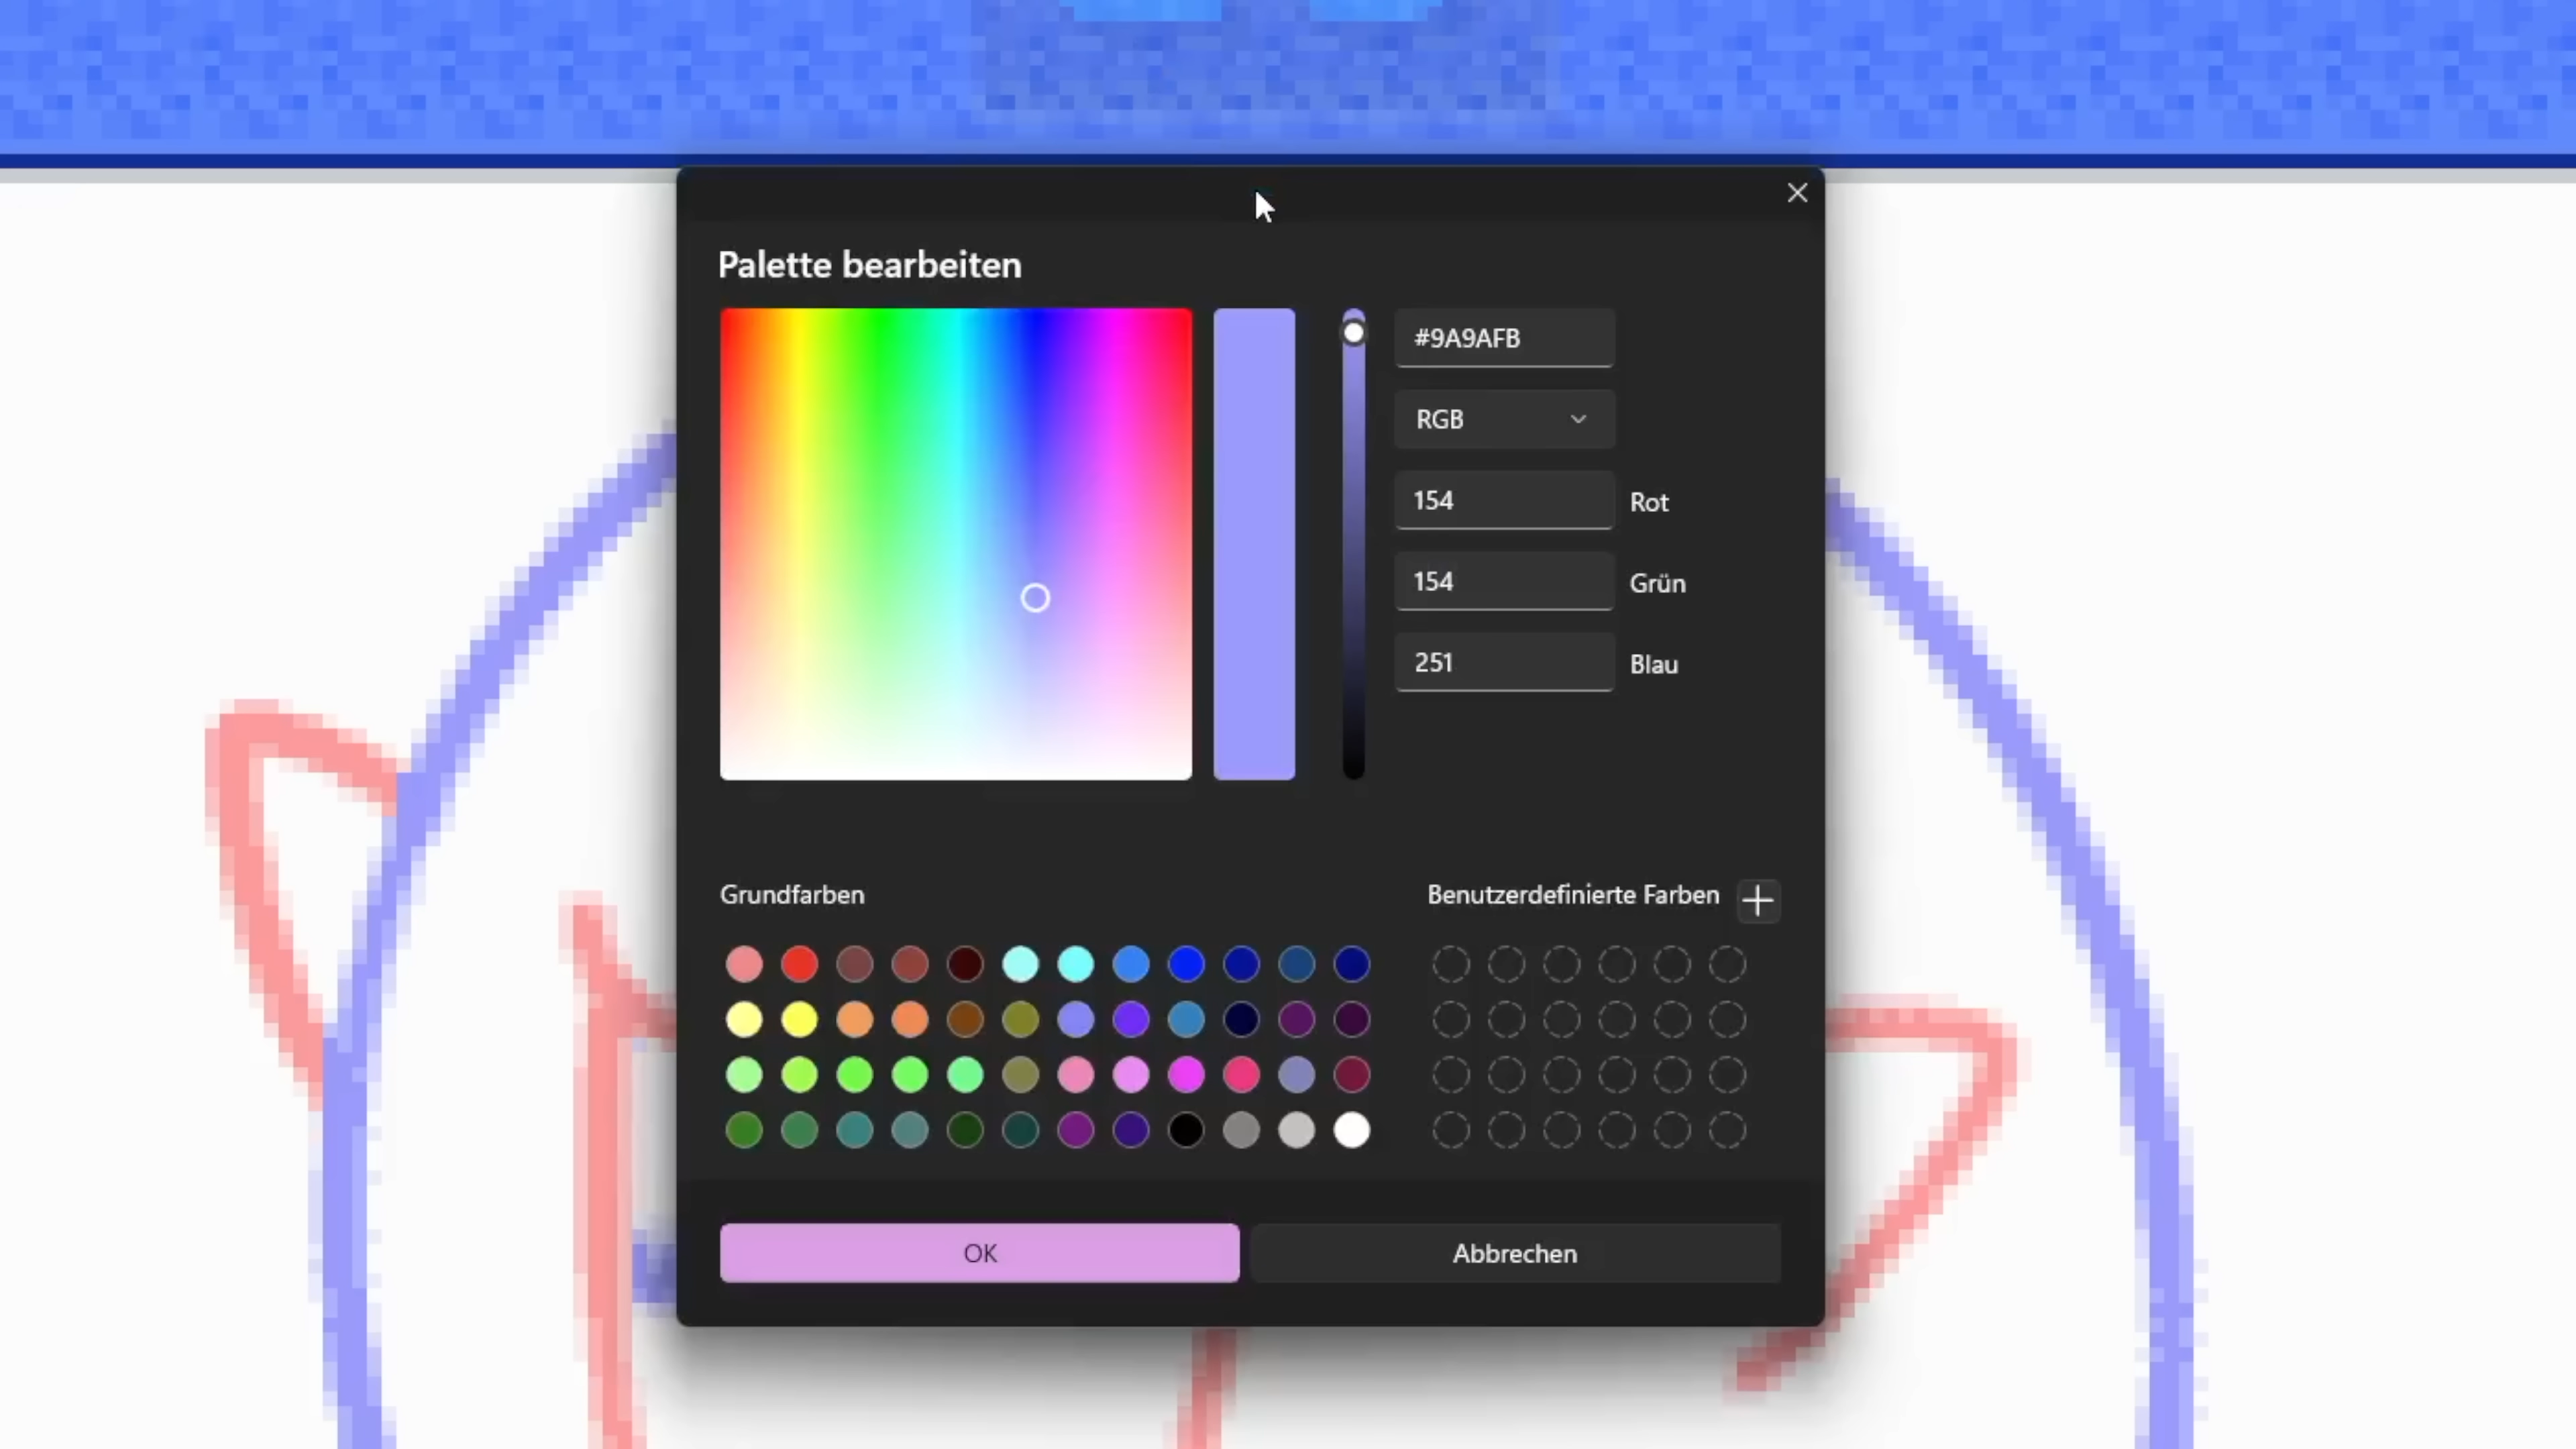 Palette bearbeiten
#9A9AFB
RGB
154 Rot
154 Grün
251 Blau
Grundfarben
Benutzerdefinierte Farben
OK
Abbrechen